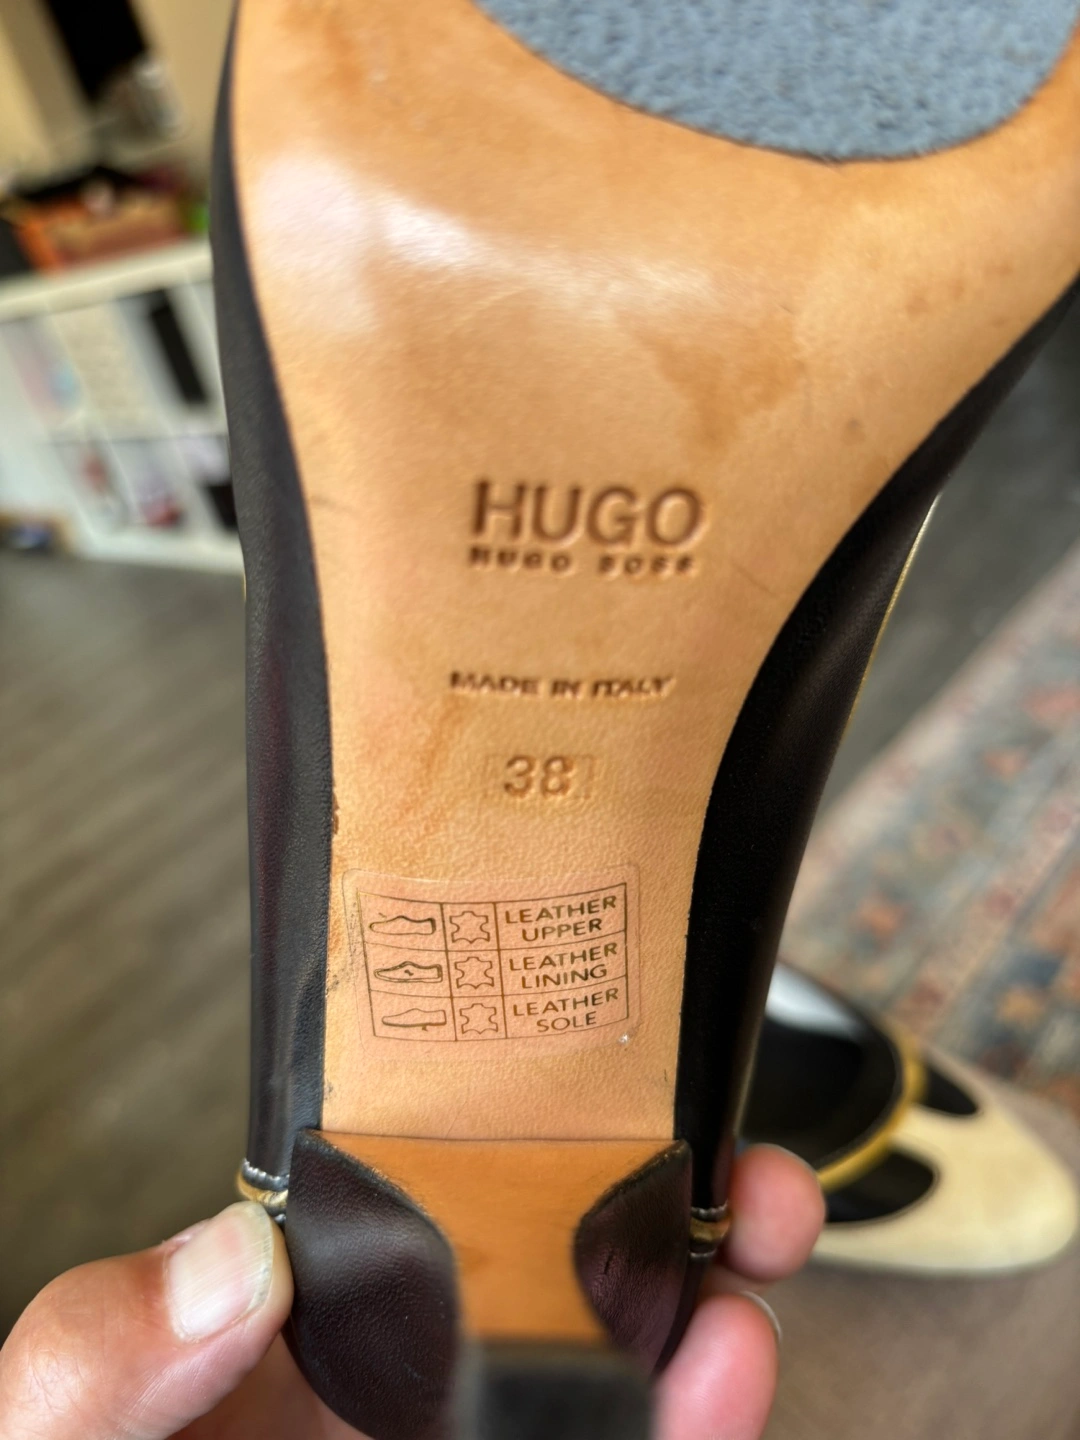 HUGO
HUGO BOSS
MADE IN ITALY
38
LEATHER
UPPER
LEATHER
LINING
LEATHER
SOLE